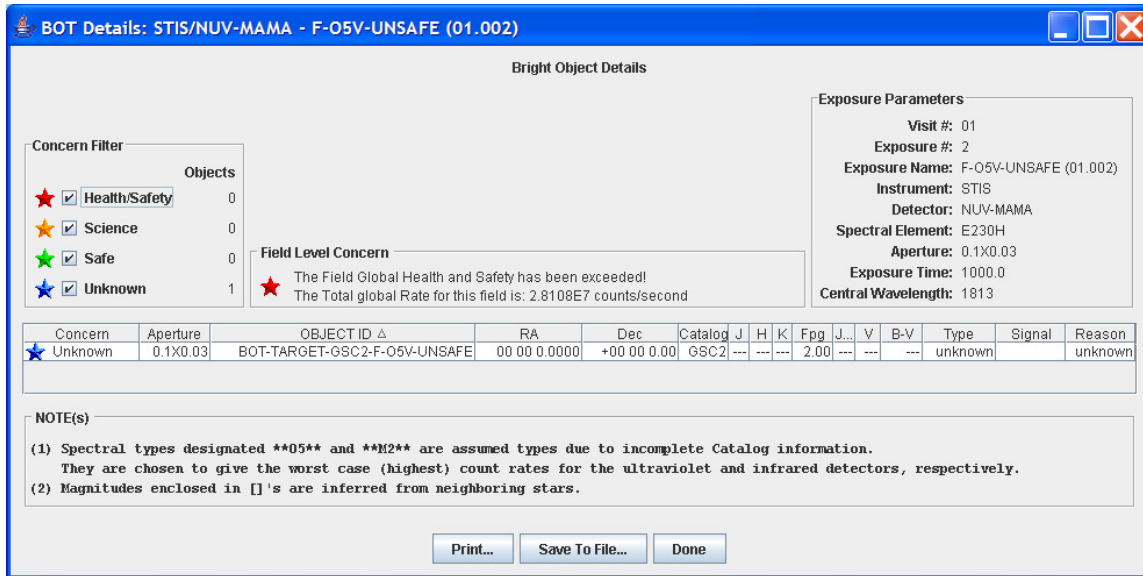 BOT Details: STIS/NUV-MAMA - F-O5V-UNSAFE (01.002)
Bright Object Details
Concern Filter
Objects
Health/Safety 0
Science 0
Safe 0
Unknown 1
Field Level Concern
The Field Global Health and Safety has been exceeded!
The Total global Rate for this field is: 2.8108E7 counts/second
Exposure Parameters
Visit #: 01
Exposure #: 2
Exposure Name: F-O5V-UNSAFE (01.002)
Instrument: STIS
Detector: NUV-MAMA
Spectral Element: E230H
Aperture: 0.1X0.03
Exposure Time: 1000.0
Central Wavelength: 1813
Concern Aperture OBJECT ID △ RA Dec Catalog J H K Fpg J... V B-V Type Signal Reason
Unknown 0.1X0.03 BOT-TARGET-GSC2-F-O5V-UNSAFE 00 00 0.0000 +00 00 0.00 GSC2 --- --- --- 2.00 --- --- --- unknown unknown
NOTE(s)
(1) Spectral types designated **O5** and **M2** are assumed types due to incomplete Catalog information.
They are chosen to give the worst case (highest) count rates for the ultraviolet and infrared detectors, respectively.
(2) Magnitudes enclosed in []'s are inferred from neighboring stars.
Print... Save To File... Done